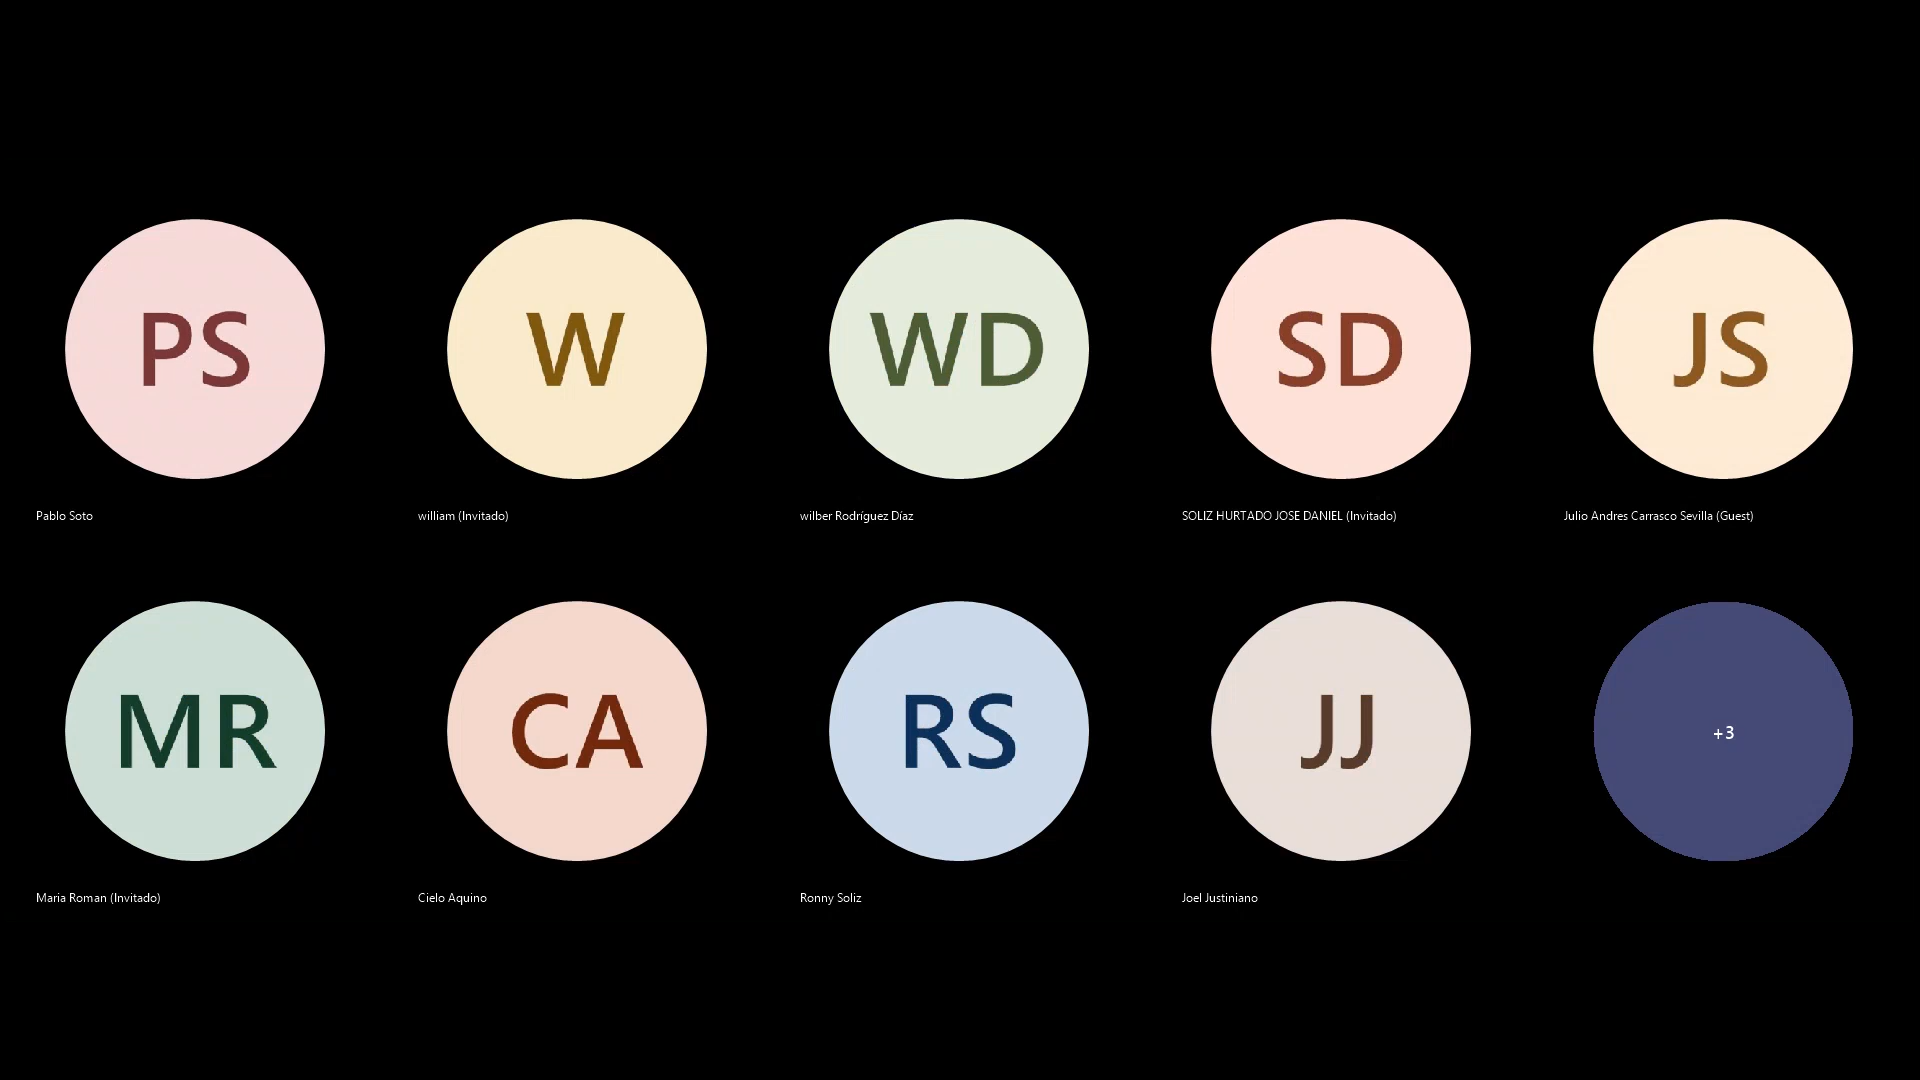 PS
W
WD
SD
JS
Pablo Soto
william (Invitado)
wilber Rodríguez Díaz
SOLIZ HURTADO JOSE DANIEL (Invitado)
Julio Andres Carrasco Sevilla (Guest)
MR
CA
RS
JJ
+3
Maria Roman (Invitado)
Cielo Aquino
Ronny Soliz
Joel Justiniano